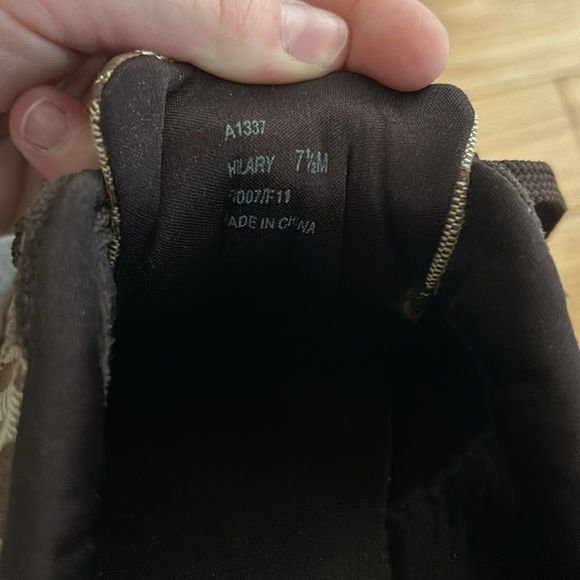 A1337
HILARY 7½M
007/F11
MADE IN CHINA